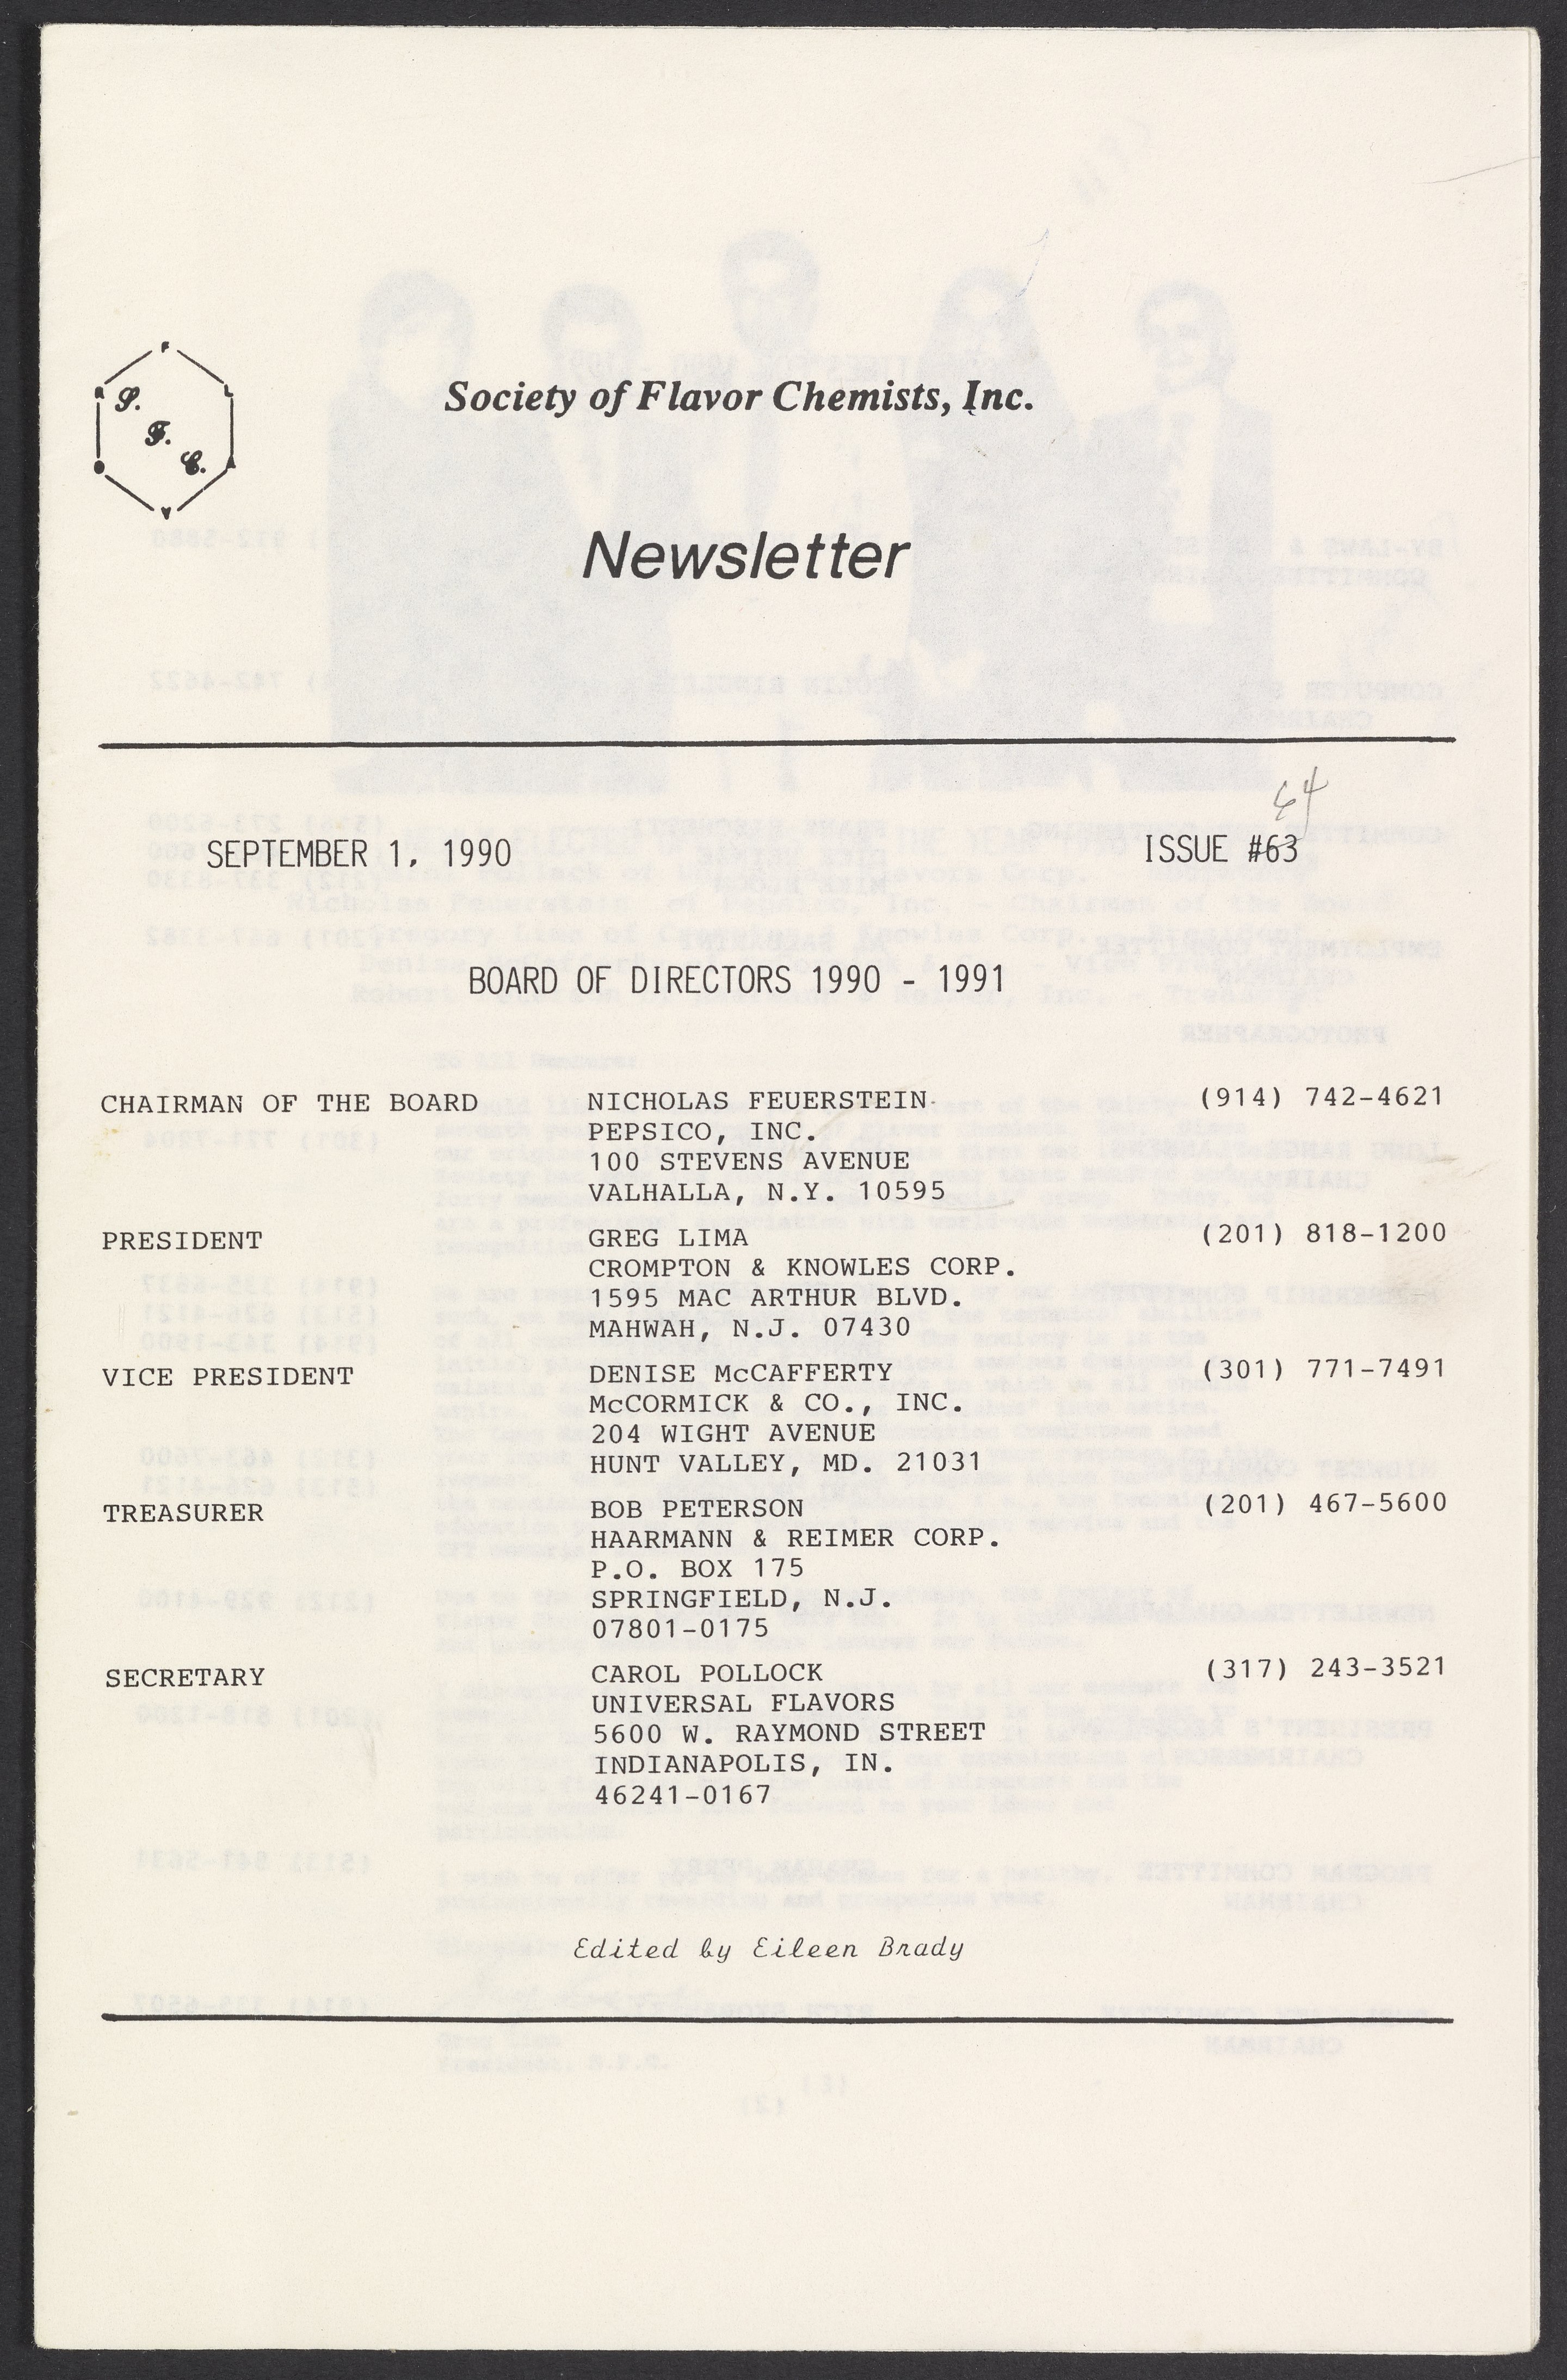 S.
F.
C.
Society of Flavor Chemists, Inc.
Newsletter
64
SEPTEMBER 1, 1990 ISSUE #63
BOARD OF DIRECTORS 1990 - 1991
CHAIRMAN OF THE BOARD NICHOLAS FEUERSTEIN (914) 742-4621
PEPSICO, INC.
100 STEVENS AVENUE
VALHALLA, N.Y. 10595
PRESIDENT GREG LIMA (201) 818-1200
CROMPTON & KNOWLES CORP.
1595 MAC ARTHUR BLVD.
MAHWAH, N.J. 07430
VICE PRESIDENT DENISE McCAFFERTY (301) 771-7491
McCORMICK & CO., INC.
204 WIGHT AVENUE
HUNT VALLEY, MD. 21031
TREASURER BOB PETERSON (201) 467-5600
HAARMANN & REIMER CORP.
P.O. BOX 175
SPRINGFIELD, N.J.
07801-0175
SECRETARY CAROL POLLOCK (317) 243-3521
UNIVERSAL FLAVORS
5600 W. RAYMOND STREET
INDIANAPOLIS, IN.
46241-0167
Edited by Eileen Brady